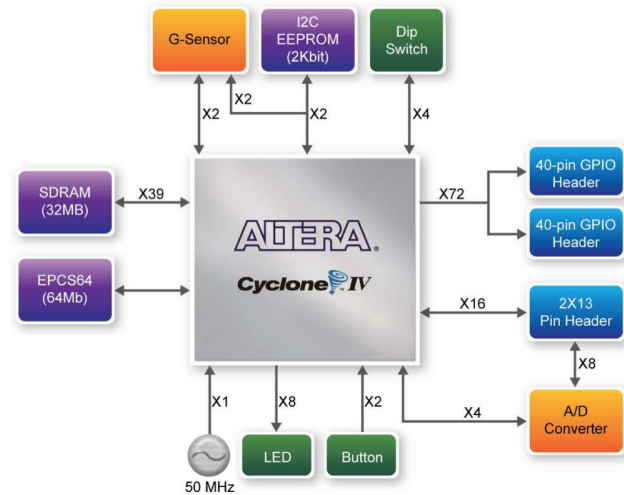 G-Sensor
I2C
EEPROM
(2Kbit)
Dip
Switch
X2
X2
X2
X4
SDRAM
(32MB)
X39
EPCS64
(64Mb)
ALTERA®
Cyclone™ IV
X72
40-pin GPIO
Header
40-pin GPIO
Header
X16
2X13
Pin Header
X8
X4
A/D
Converter
X1
X8
X2
50 MHz
LED
Button